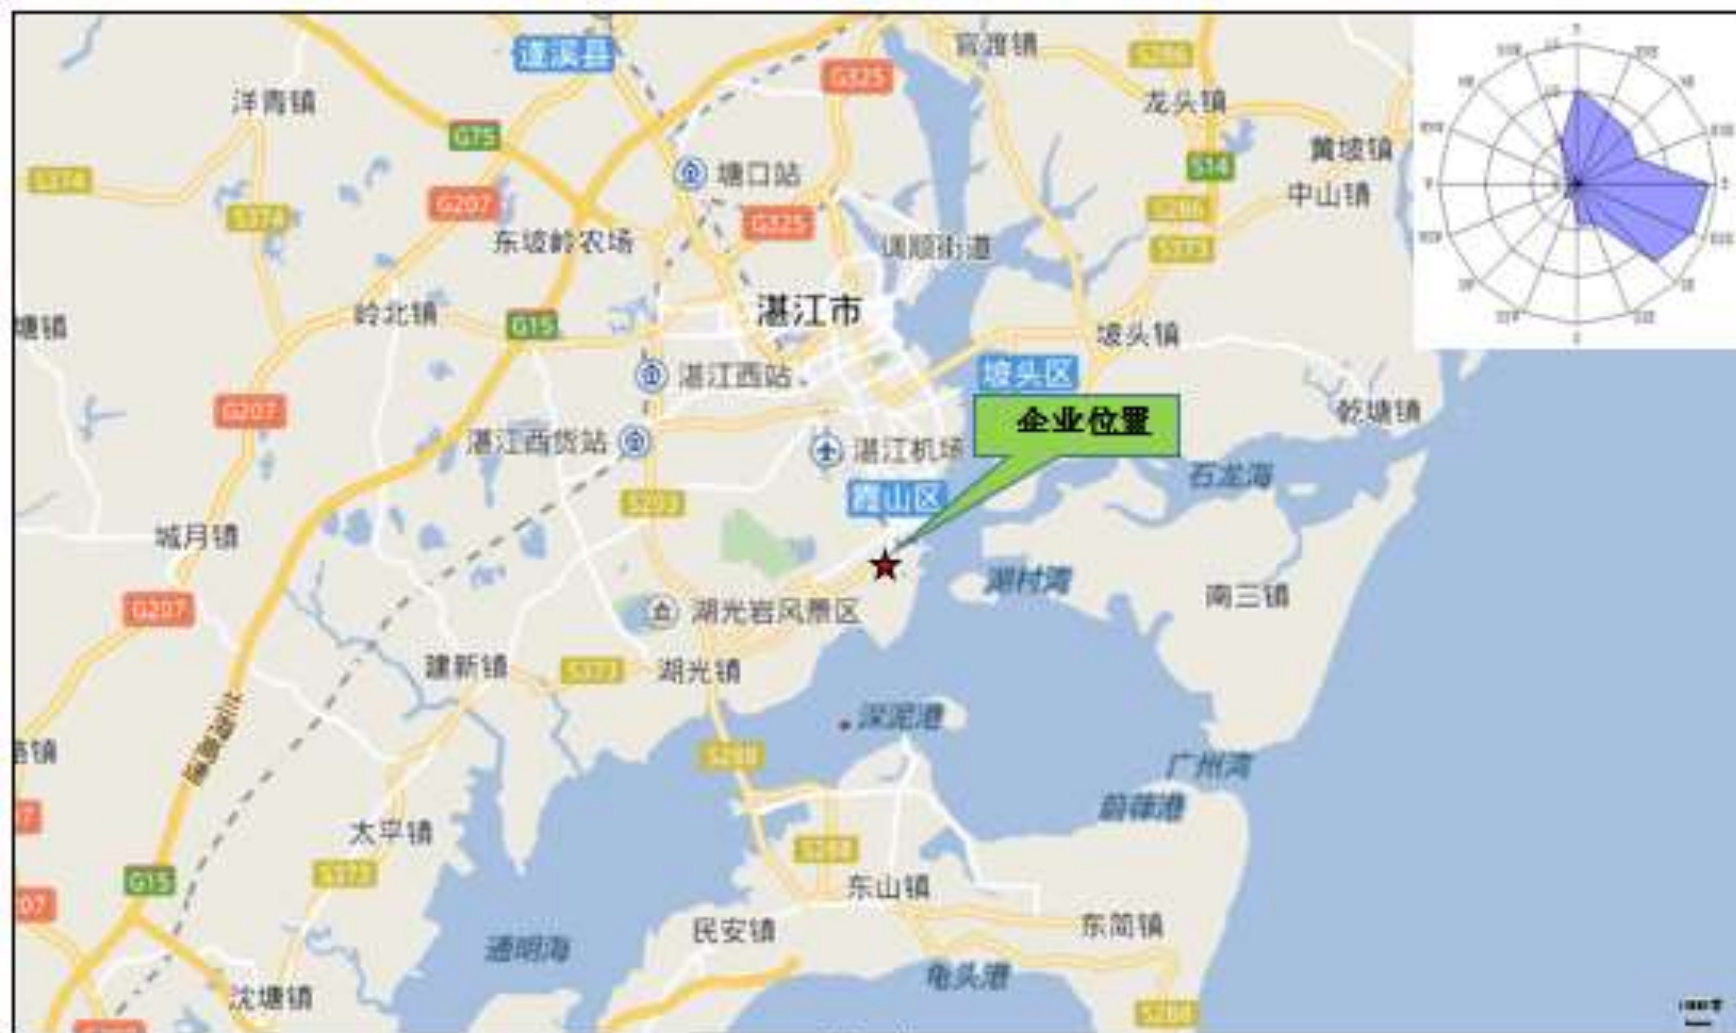 遂溪县
官渡镇
G325
S286
洋青镇
龙头镇
G75
黄坡镇
S374
塘口站
S14
中山镇
G207
S374
G325
S286
东坡岭农场
调顺街道
S373
岭北镇
湛江市
G15
塘镇
坡头镇
湛江西站
坡头区
G207
乾塘镇
企业位置
湛江西货站
湛江机场
石龙海
霞山区
S293
城月镇
湖村湾
南三镇
G207
湖光岩风景区
建新镇
S373
湖光镇
深泥港
S288
广州湾
蔚葎港
太平镇
S288
S373
G15
东山镇
民安镇
东简镇
通明海
龟头港
沈塘镇
S288